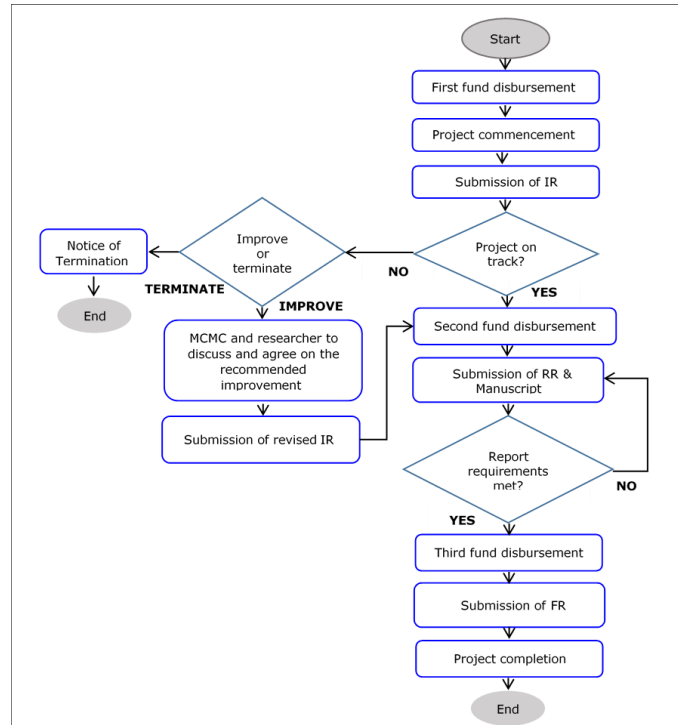 Start
First fund disbursement
Project commencement
Submission of IR
Project on
track?
NO
YES
Improve
or
terminate
TERMINATE
IMPROVE
Notice of
Termination
End
MCMC and researcher to
discuss and agree on the
recommended
improvement
Submission of revised IR
Second fund disbursement
Submission of RR &
Manuscript
Report
requirements
met?
NO
YES
Third fund disbursement
Submission of FR
Project completion
End